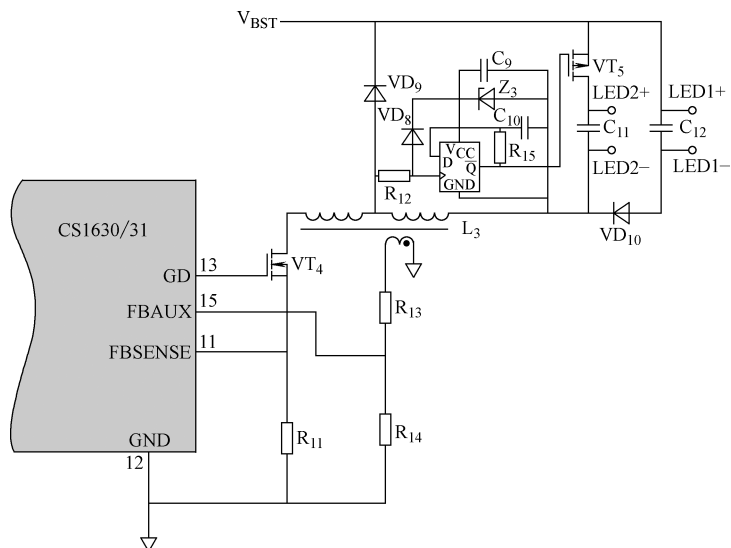 V_BST
C_9
VT_5
VD_9
Z_3
LED2+
LED1+
VD_8
C_10
C_11
C_12
V_CC
D
Q̅
R_15
LED2−
LED1−
GND
R_12
CS1630/31
L_3
VD_10
13
VT_4
GD
15
R_13
FBAUX
11
FBSENSE
R_11
R_14
GND
12